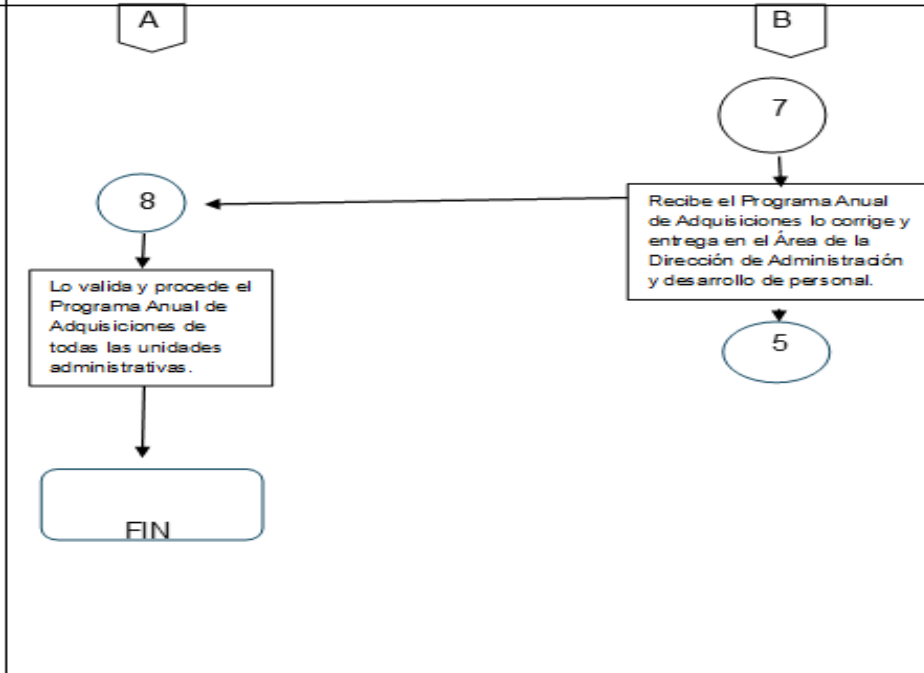 A
B
7
8
Recibe el Programa Anual
de Adquisiciones lo corrige y
entrega en el Área de la
Dirección de Administración
y desarrollo de personal.
Lo valida y procede el
Programa Anual de
Adquisiciones de
todas las unidades
administrativas.
5
FIN